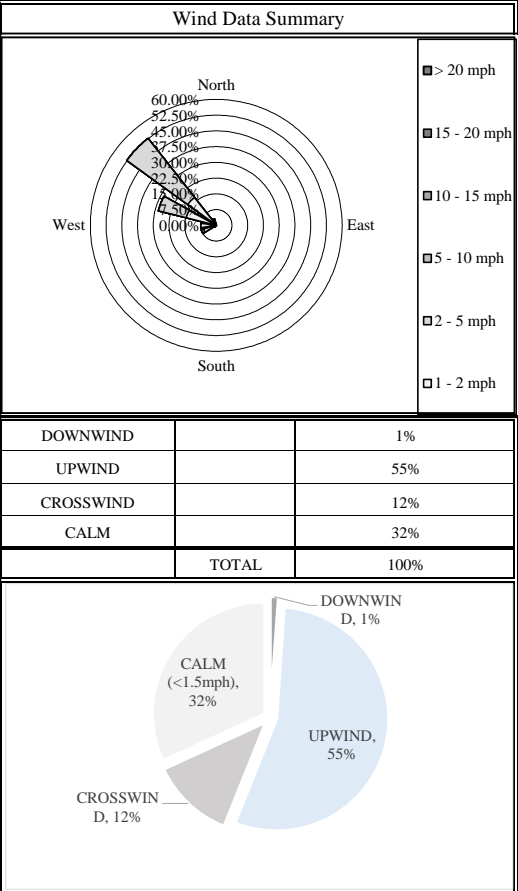 Wind Data Summary
North
60.00%
52.50%
45.00%
37.50%
30.00%
22.50%
15.00%
7.50%
0.00%
West
East
South
> 20 mph
15 - 20 mph
10 - 15 mph
5 - 10 mph
2 - 5 mph
1 - 2 mph
DOWNWIND 1%
UPWIND 55%
CROSSWIND 12%
CALM 32%
TOTAL 100%
DOWNWIN
D, 1%
CALM
(<1.5mph),
32%
UPWIND,
55%
CROSSWIN
D, 12%